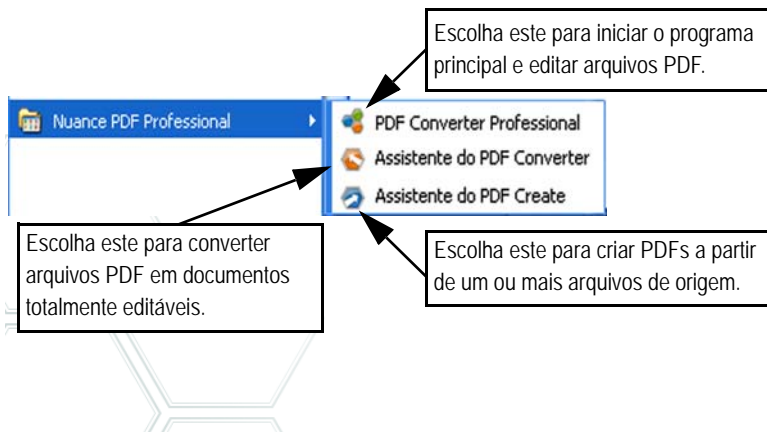 Escolha este para iniciar o programa
principal e editar arquivos PDF.
Nuance PDF Professional
PDF Converter Professional
Assistente do PDF Converter
Assistente do PDF Create
Escolha este para converter
arquivos PDF em documentos
totalmente editáveis.
Escolha este para criar PDFs a partir
de um ou mais arquivos de origem.